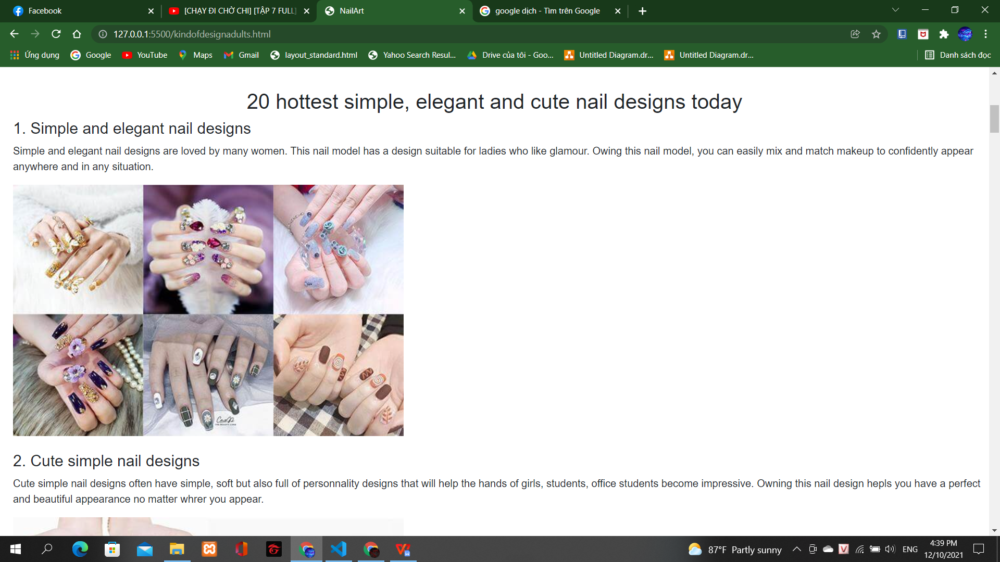 Facebook
[CHẠY ĐI CHỜ CHI] [TẬP 7 FULL]
NailArt
google dịch - Tìm trên Google
127.0.0.1:5500/kindofdesignadults.html
Ứng dụng
Google
YouTube
Maps
Gmail
layout_standard.html
Yahoo Search Resul...
Drive của tôi - Goo...
Untitled Diagram.dr...
Untitled Diagram.dr...
Danh sách đọc
20 hottest simple, elegant and cute nail designs today
1. Simple and elegant nail designs
Simple and elegant nail designs are loved by many women. This nail model has a design suitable for ladies who like glamour. Owing this nail model, you can easily mix and match makeup to confidently appear
anywhere and in any situation.
2. Cute simple nail designs
Cute simple nail designs often have simple, soft but also full of personnality designs that will help the hands of girls, students, office students become impressive. Owning this nail design hepls you have a perfect
and beautiful appearance no matter whrer you appear.
87°F Partly sunny
ENG
4:39 PM
12/10/2021